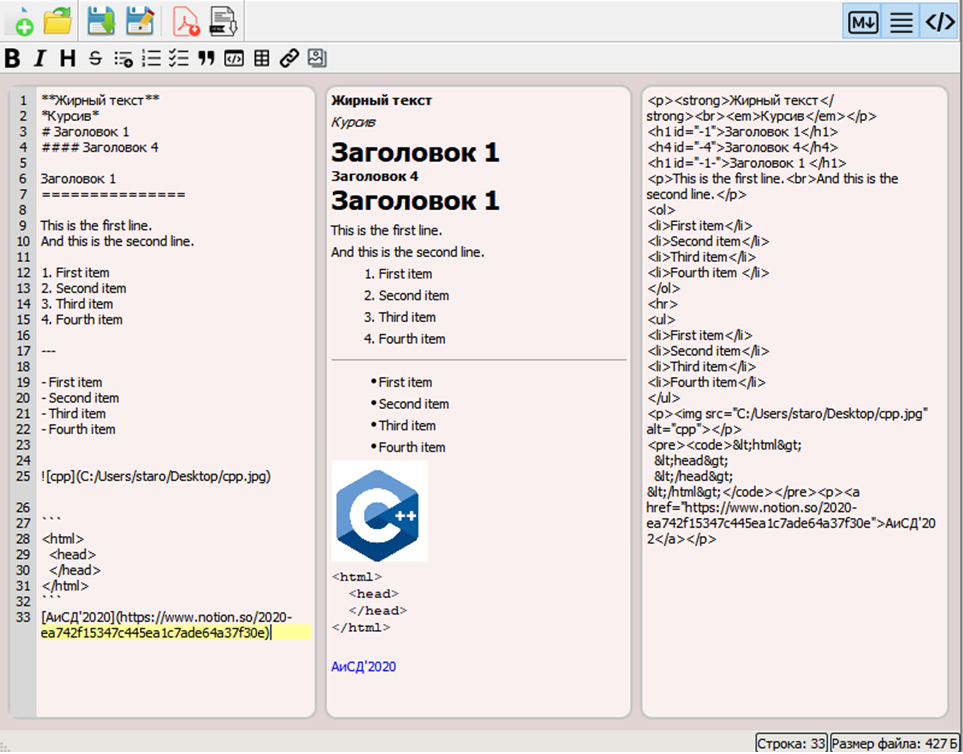 M↓ </>
B I H S
1 **Жирный текст**
2 *Курсив*
3 # Заголовок 1
4 #### Заголовок 4
5
6 Заголовок 1
7 ===============
8
9 This is the first line.
10 And this is the second line.
11
12 1. First item
13 2. Second item
14 3. Third item
15 4. Fourth item
16
17 ---
18
19 - First item
20 - Second item
21 - Third item
22 - Fourth item
23
24
25 ![cpp](C:/Users/staro/Desktop/cpp.jpg)
26
27 ```
28 <html>
29   <head>
30   </head>
31 </html>
32 ```
33 [АиСД'2020](https://www.notion.so/2020-
ea742f15347c445ea1c7ade64a37f30e)
Жирный текст
Курсив
Заголовок 1
Заголовок 4
Заголовок 1
This is the first line.
And this is the second line.
1. First item
2. Second item
3. Third item
4. Fourth item
• First item
• Second item
• Third item
• Fourth item
C++
<html>
  <head>
  </head>
</html>
АиСД'2020
<p><strong>Жирный текст</
strong><br><em>Курсив</em></p>
<h1 id="-1">Заголовок 1</h1>
<h4 id="-4">Заголовок 4</h4>
<h1 id="-1-">Заголовок 1 </h1>
<p>This is the first line.<br>And this is the
second line.</p>
<ol>
<li>First item</li>
<li>Second item</li>
<li>Third item</li>
<li>Fourth item </li>
</ol>
<hr>
<ul>
<li>First item</li>
<li>Second item</li>
<li>Third item</li>
<li>Fourth item</li>
</ul>
<p><img src="C:/Users/staro/Desktop/cpp.jpg"
alt="cpp"></p>
<pre><code>&lt;html&gt;
  &lt;head&gt;
  &lt;/head&gt;
&lt;/html&gt;</code></pre><p><a
href="https://www.notion.so/2020-
ea742f15347c445ea1c7ade64a37f30e">АиСД'20
2</a></p>
Строка: 33 Размер файла: 427 Б